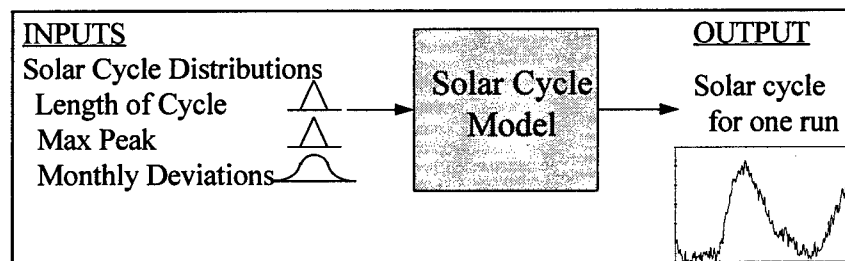 INPUTS
Solar Cycle Distributions
Length of Cycle
Max Peak
Monthly Deviations
Solar Cycle
Model
OUTPUT
Solar cycle
for one run